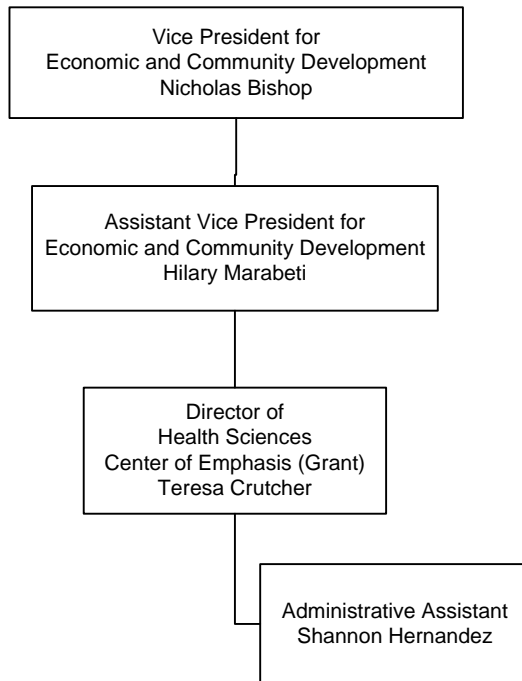 Vice President for
Economic and Community Development
Nicholas Bishop
Assistant Vice President for
Economic and Community Development
Hilary Marabeti
Director of
Health Sciences
Center of Emphasis (Grant)
Teresa Crutcher
Administrative Assistant
Shannon Hernandez